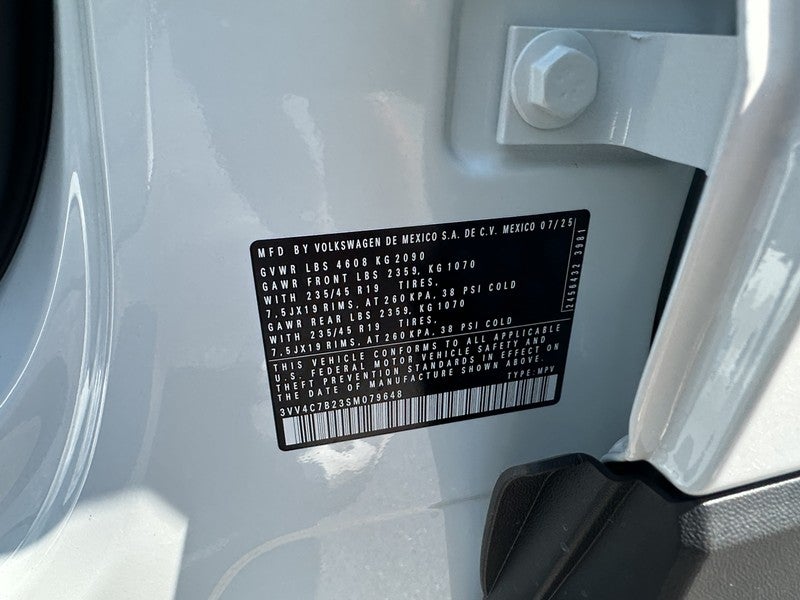 MFD BY VOLKSWAGEN DE MEXICO S.A. DE C.V. MEXICO 07/25
GVWR LBS 4608 KG 2090
GAWR FRONT LBS 2359, KG 1070
WITH 235/45 R19 TIRES,
7.5JX19 RIMS, AT 260 KPA, 38 PSI COLD
GAWR REAR LBS 2359, KG 1070
WITH 235/45 R19 TIRES,
7.5JX19 RIMS, AT 260 KPA, 38 PSI COLD
THIS VEHICLE CONFORMS TO ALL APPLICABLE
U.S. FEDERAL MOTOR VEHICLE SAFETY AND
THEFT PREVENTION STANDARDS IN EFFECT ON
THE DATE OF MANUFACTURE SHOWN ABOVE.
3VV4C7B23SM079648 TYPE: MPV
2456432 3981